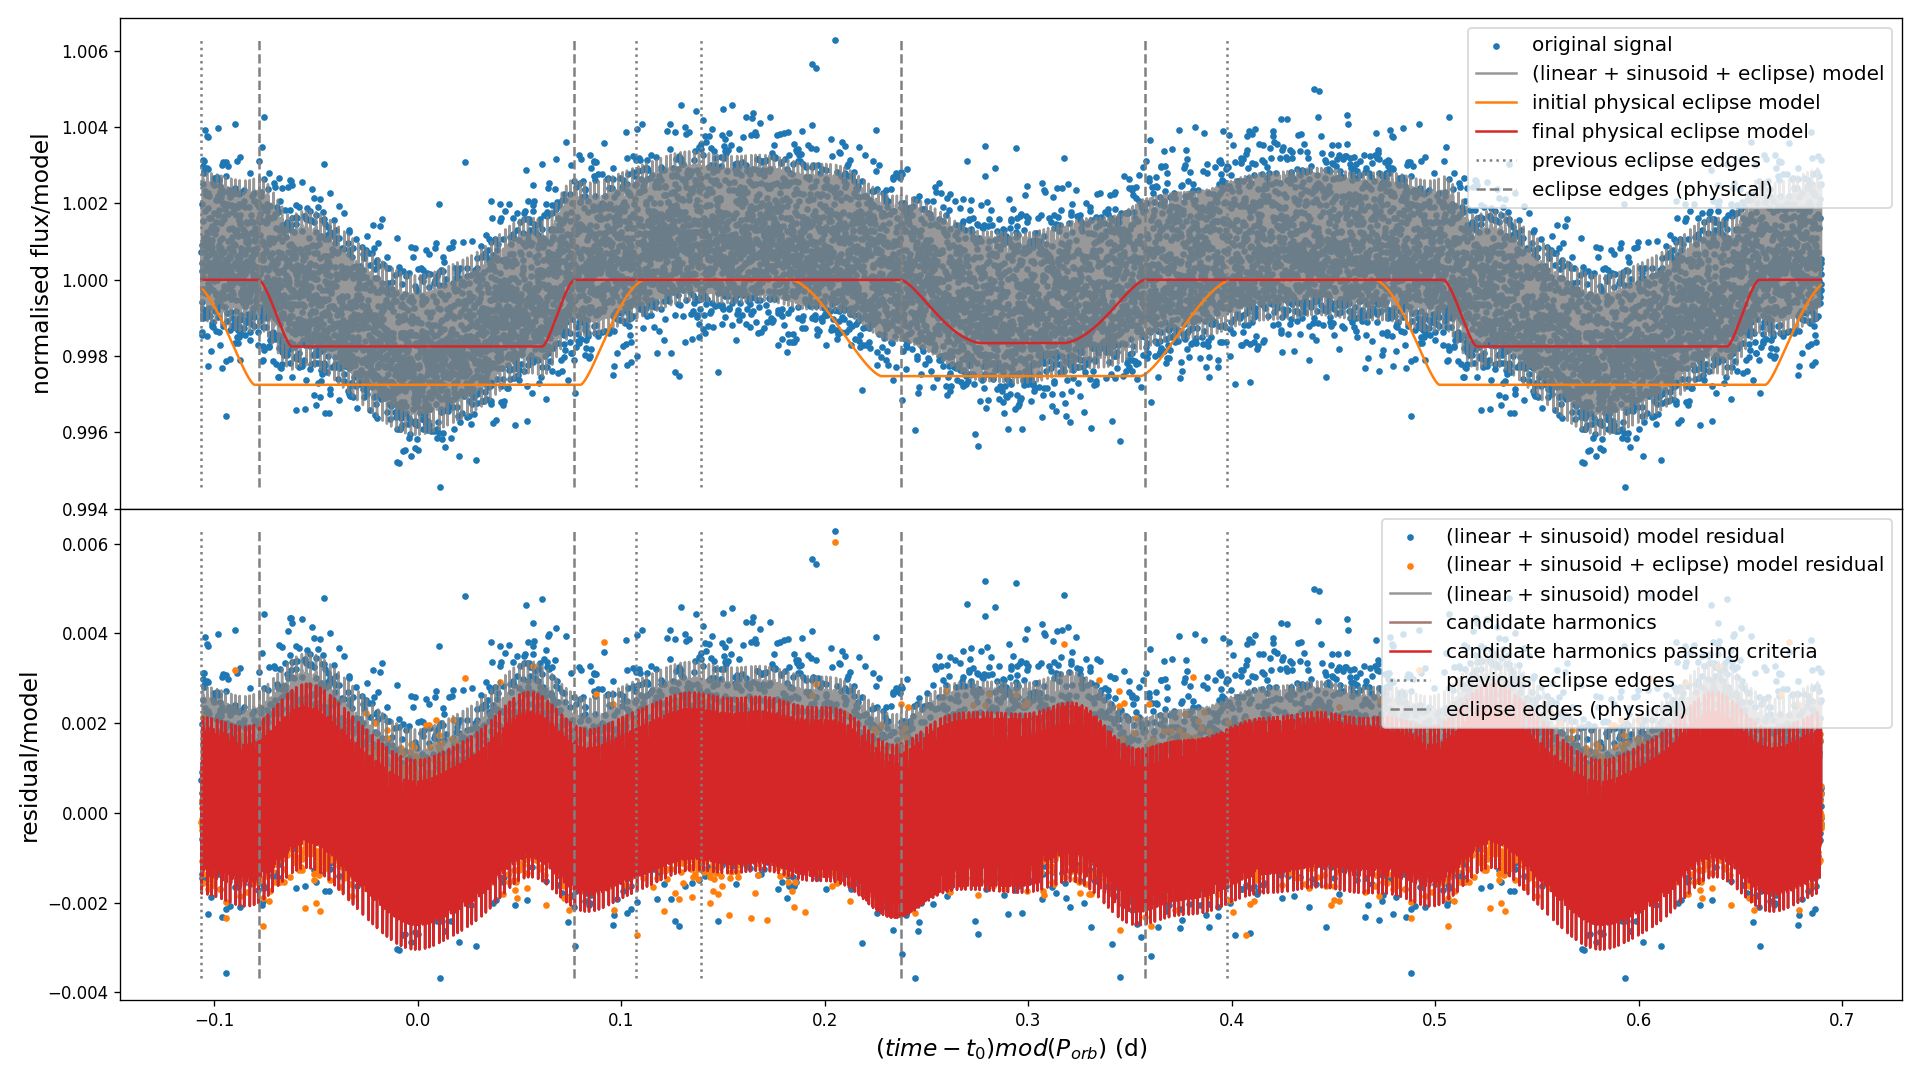 normalised flux/model
1.006
1.004
1.002
1.000
0.998
0.996
0.994
original signal
(linear + sinusoid + eclipse) model
initial physical eclipse model
final physical eclipse model
previous eclipse edges
eclipse edges (physical)
residual/model
0.006
0.004
0.002
0.000
−0.002
−0.004
(linear + sinusoid) model residual
(linear + sinusoid + eclipse) model residual
(linear + sinusoid) model
candidate harmonics
candidate harmonics passing criteria
previous eclipse edges
eclipse edges (physical)
−0.1 0.0 0.1 0.2 0.3 0.4 0.5 0.6 0.7
(time − t₀)mod(Pₒᵣb) (d)